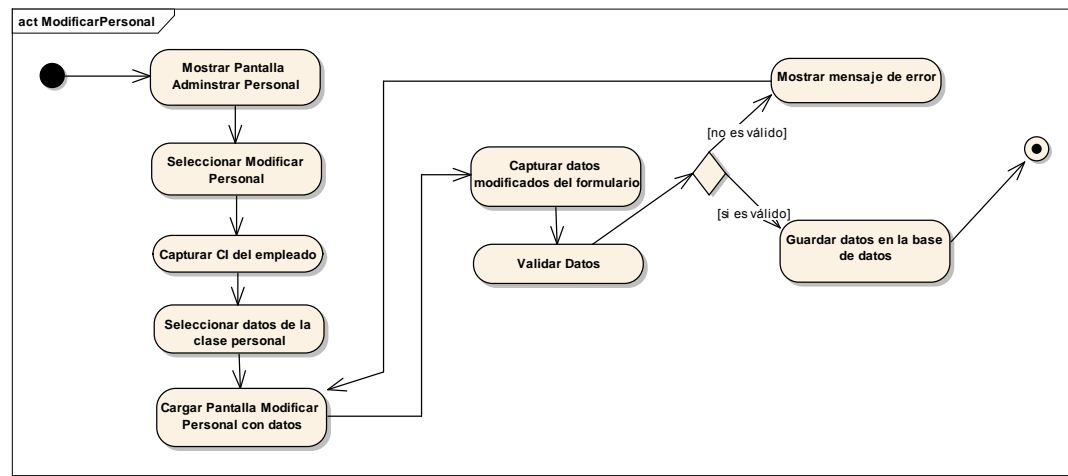 act ModificarPersonal
Mostrar Pantalla
Adminstrar Personal
Seleccionar Modificar
Personal
Capturar CI del empleado
Seleccionar datos de la
clase personal
Cargar Pantalla Modificar
Personal con datos
Capturar datos
modificados del formulario
Validar Datos
Mostrar mensaje de error
[no es válido]
[si es válido]
Guardar datos en la base
de datos